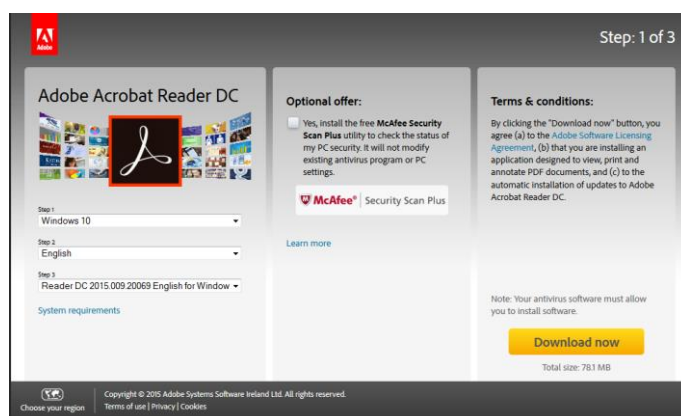 Adobe
Step: 1 of 3
Adobe Acrobat Reader DC
Step 1
Windows 10
Step 2
English
Step 3
Reader DC 2015.009.20069 English for Window
System requirements
Optional offer:
Yes, install the free McAfee Security
Scan Plus utility to check the status of
my PC security. It will not modify
existing antivirus program or PC
settings.
McAfee® Security Scan Plus
Learn more
Terms & conditions:
By clicking the "Download now" button, you
agree (a) to the Adobe Software Licensing
Agreement, (b) that you are installing an
application designed to view, print and
annotate PDF documents, and (c) to the
automatic installation of updates to Adobe
Acrobat Reader DC.
Note: Your antivirus software must allow
you to install software.
Download now
Total size: 78.1 MB
Choose your region
Copyright © 2015 Adobe Systems Software Ireland Ltd. All rights reserved.
Terms of use | Privacy | Cookies